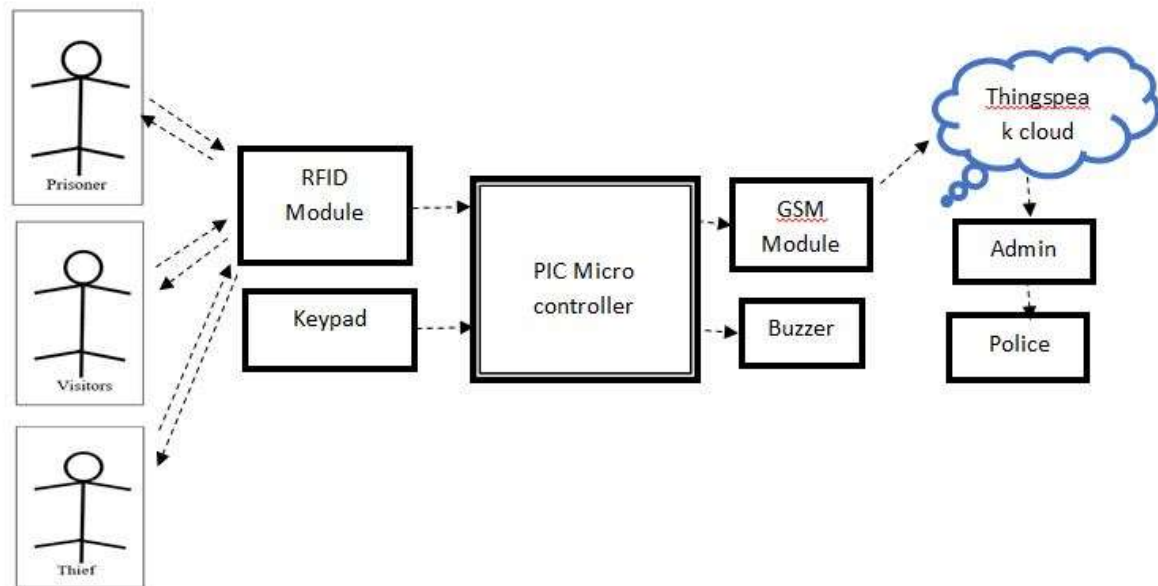 Prisoner
Visitors
Thief
RFID
Module
Keypad
PIC Micro
controller
GSM
Module
Buzzer
Thingspea
k cloud
Admin
Police